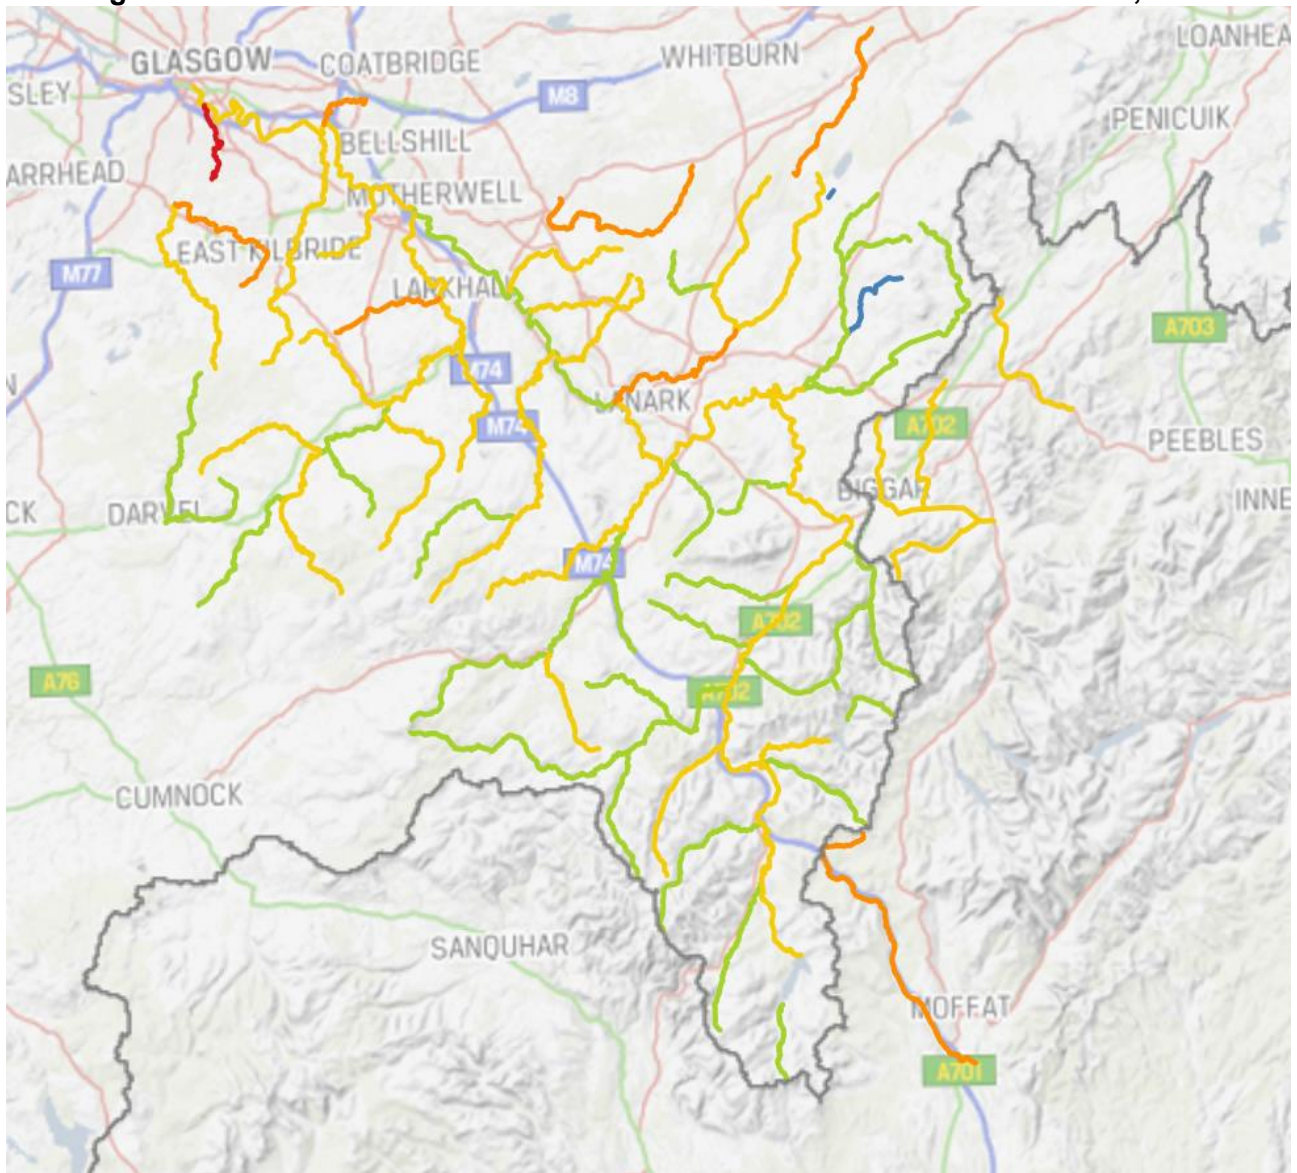 GLASGOW
COATBRIDGE
WHITBURN
LOANHEA
SLEY
M8
PENICUIK
BELLSHILL
ARRHEAD
MOTHERWELL
EAST KILBRIDE
M77
LARKHALL
A703
M74
LANARK
M74
A702
PEEBLES
BIGGAR
INNE
CK
DARVEL
M74
A702
A76
A702
CUMNOCK
SANQUHAR
MOFFAT
A701